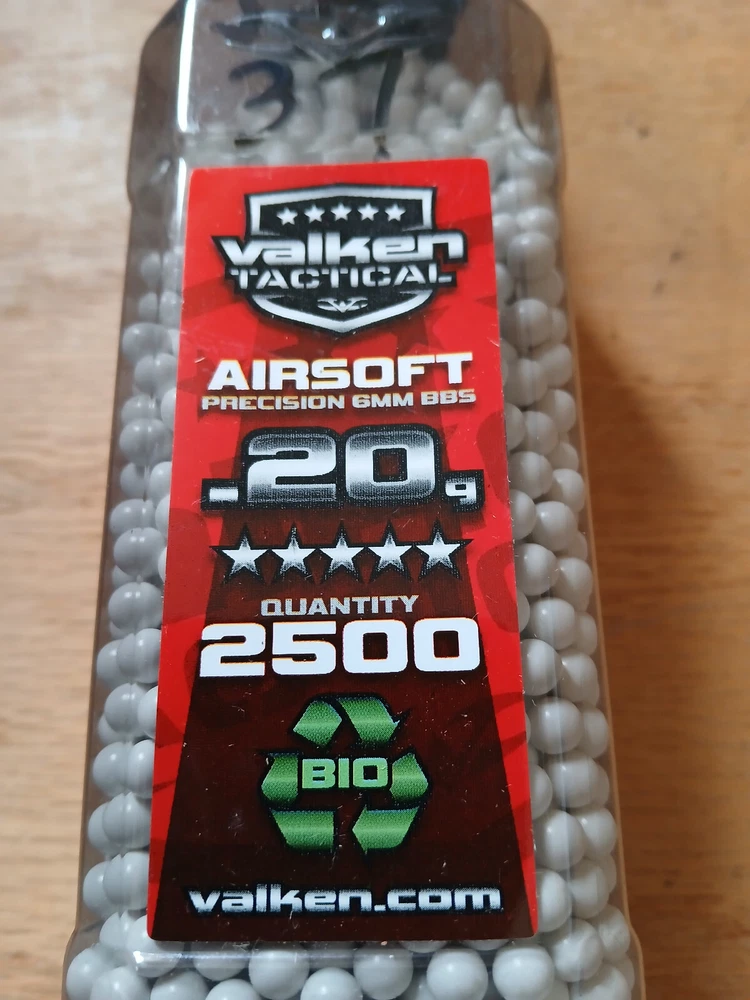 37
valken
TACTICAL
AIRSOFT
PRECISION 6MM BBS
.20g
QUANTITY
2500
BIO
valken.com